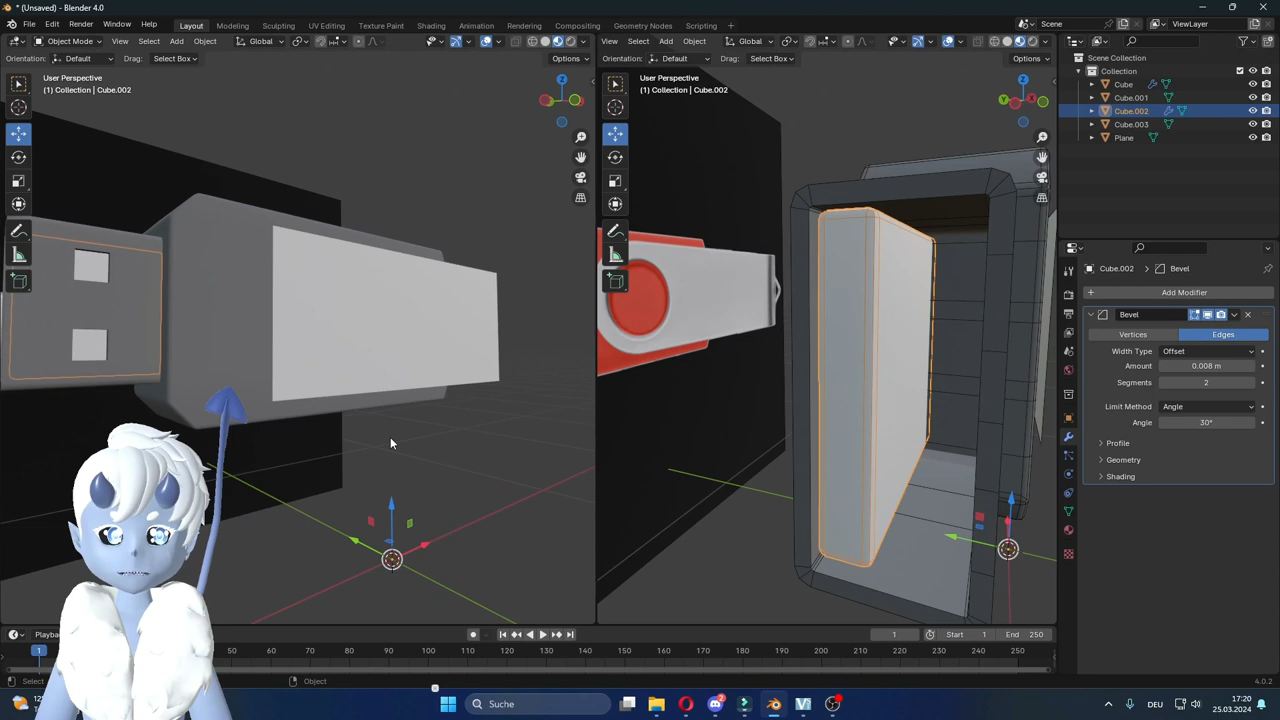 * (Unsaved) - Blender 4.0
File Edit Render Window Help
Layout Modeling Sculpting UV Editing Texture Paint Shading Animation Rendering Compositing Geometry Nodes Scripting +
Scene
ViewLayer
Object Mode View Select Add Object Global
Options
Orientation: Default Drag: Select Box
User Perspective
(1) Collection | Cube.002
Z
View Select Add Object Global
Orientation: Default Drag: Select Box
Options
User Perspective
(1) Collection | Cube.002
Z
Y
X
Scene Collection
Collection
Cube
Cube.001
Cube.002
Cube.003
Plane
Cube.002 > Bevel
+ Add Modifier
Bevel
Vertices Edges
Width Type Offset
Amount 0.008 m
Segments 2
Limit Method Angle
Angle 30°
Profile
Geometry
Shading
1
Start 1
End 250
1 50 60 70 80 90 100 110 120 130 140 150 160 170 180 190 200 210 220 230 240 250
Select
Object
4.0.2
Suche
2
DEU
17:20
25.03.2024